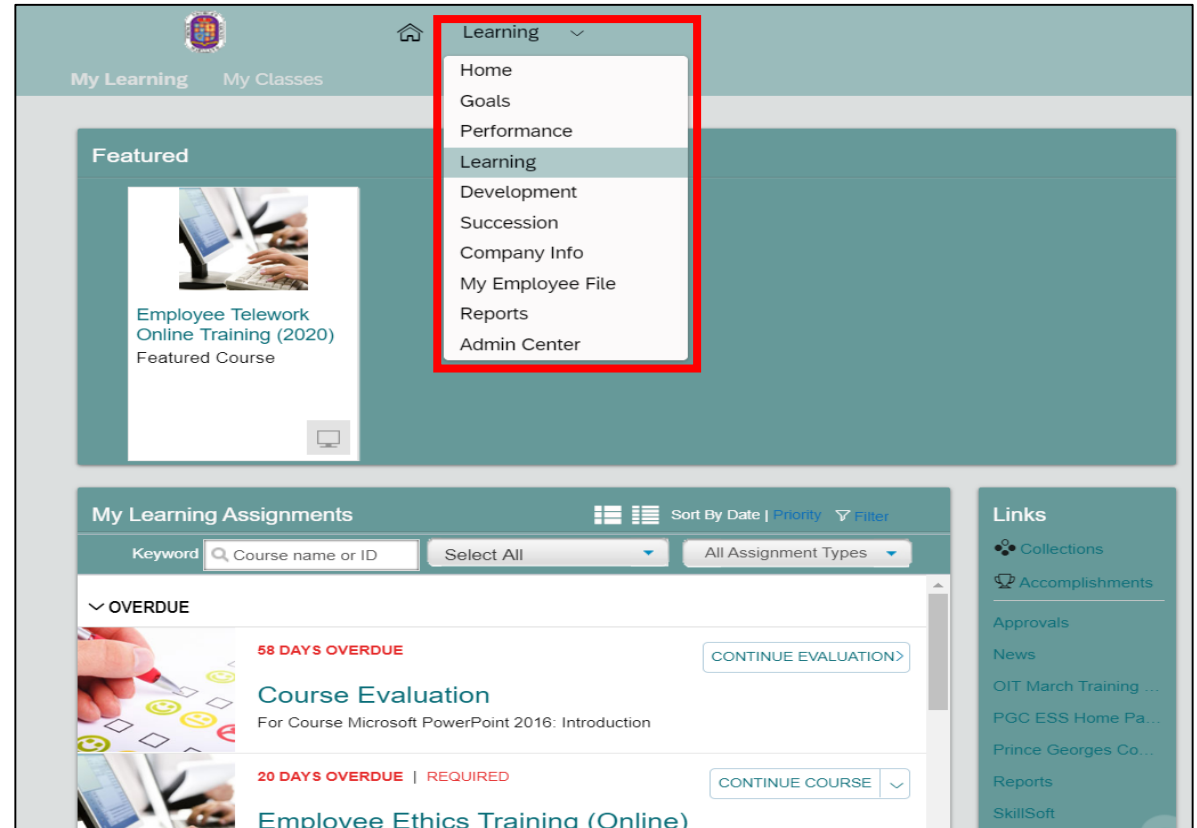 Learning
My Learning My Classes
Home
Goals
Performance
Learning
Development
Succession
Company Info
My Employee File
Reports
Admin Center
Featured
Employee Telework
Online Training (2020)
Featured Course
My Learning Assignments
Sort By Date | Priority Filter
Keyword Course name or ID Select All All Assignment Types
OVERDUE
58 DAYS OVERDUE
CONTINUE EVALUATION>
Course Evaluation
For Course Microsoft PowerPoint 2016: Introduction
20 DAYS OVERDUE | REQUIRED
CONTINUE COURSE
Employee Ethics Training (Online)
Links
Collections
Accomplishments
Approvals
News
OIT March Training ...
PGC ESS Home Pa...
Prince Georges Co...
Reports
SkillSoft